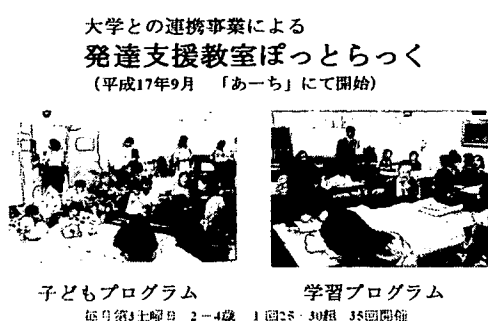 大学との連携事業による
発達支援教室ぽっとらっく
(平成17年9月 「あーち」にて開始)
子どもプログラム
学習プログラム
毎月第3土曜日 2-4歳 1回25-30組 35回開催